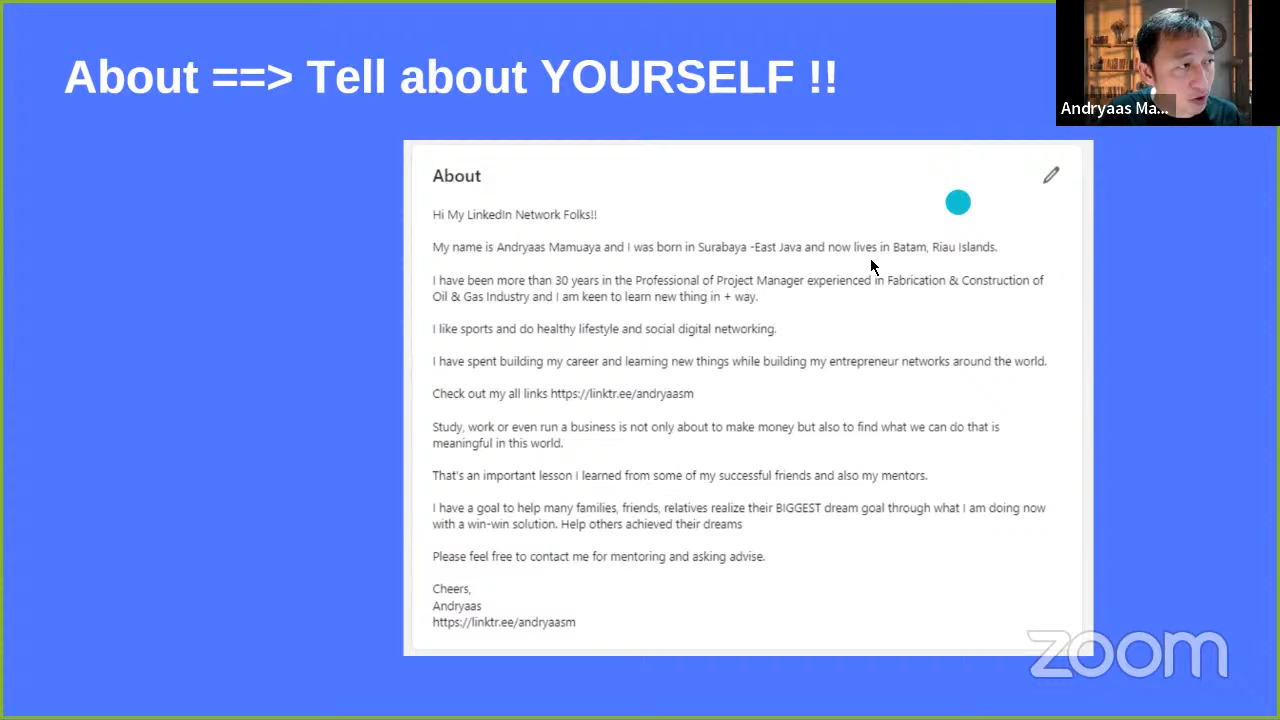 About ==> Tell about YOURSELF !!
Andryaas Ma...
About
Hi My LinkedIn Network Folks!!
My name is Andryaas Mamuaya and I was born in Surabaya -East Java and now lives in Batam, Riau Islands.
I have been more than 30 years in the Professional of Project Manager experienced in Fabrication & Construction of
Oil & Gas Industry and I am keen to learn new thing in + way.
I like sports and do healthy lifestyle and social digital networking.
I have spent building my career and learning new things while building my entrepreneur networks around the world.
Check out my all links https://linktr.ee/andryaasm
Study, work or even run a business is not only about to make money but also to find what we can do that is
meaningful in this world.
That's an important lesson I learned from some of my successful friends and also my mentors.
I have a goal to help many families, friends, relatives realize their BIGGEST dream goal through what I am doing now
with a win-win solution. Help others achieved their dreams
Please feel free to contact me for mentoring and asking advise.
Cheers,
Andryaas
https://linktr.ee/andryaasm
zoom